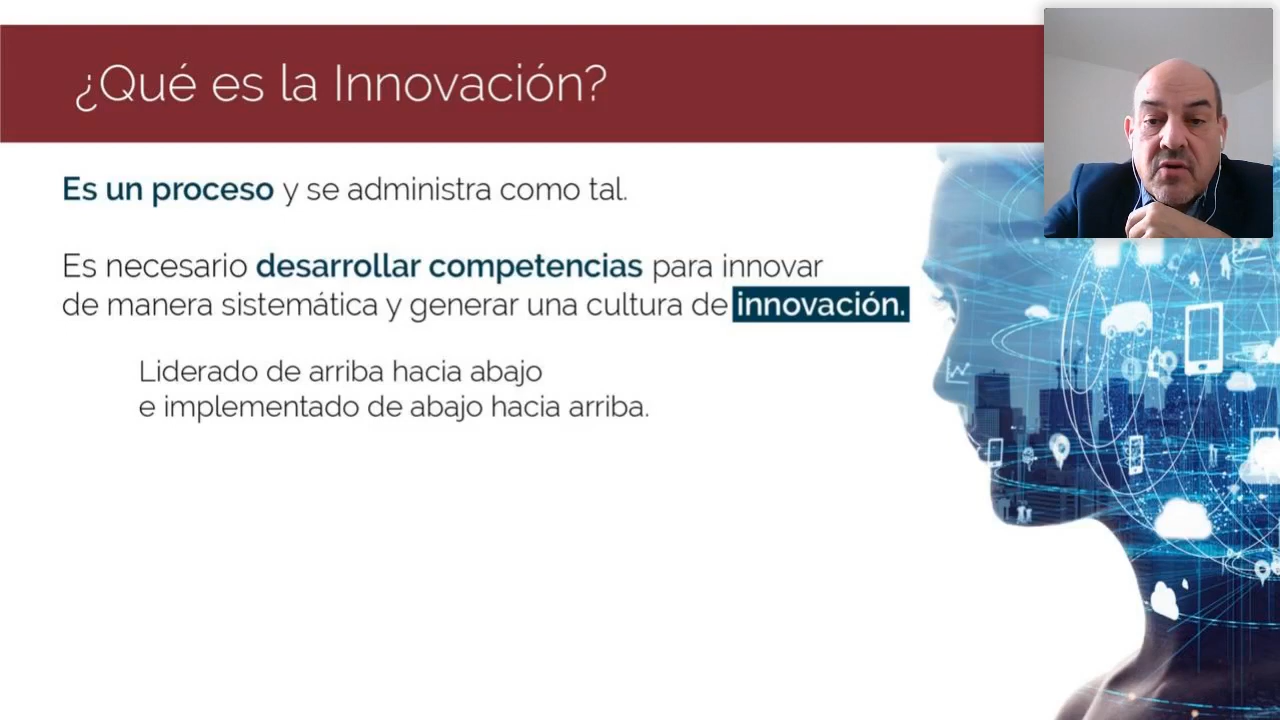 ¿Qué es la Innovación?
Es un proceso y se administra como tal.
Es necesario desarrollar competencias para innovar
de manera sistemática y generar una cultura de innovación.
Liderado de arriba hacia abajo
e implementado de abajo hacia arriba.